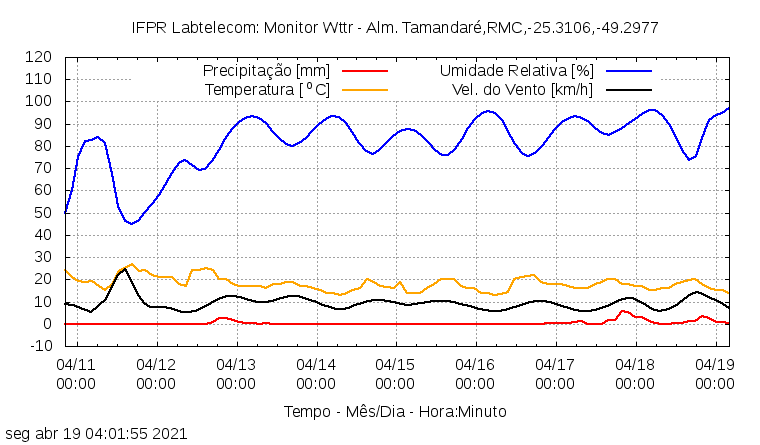 IFPR Labtelecom: Monitor Wttr - Alm. Tamandaré,RMC,-25.3106,-49.2977
Precipitação [mm]
Temperatura [ ⁰C]
Umidade Relativa [%]
Vel. do Vento [km/h]
120
110
100
90
80
70
60
50
40
30
20
10
0
-10
04/11 04/12 04/13 04/14 04/15 04/16 04/17 04/18 04/19
00:00 00:00 00:00 00:00 00:00 00:00 00:00 00:00 00:00
Tempo - Mês/Dia - Hora:Minuto
seg abr 19 04:01:55 2021